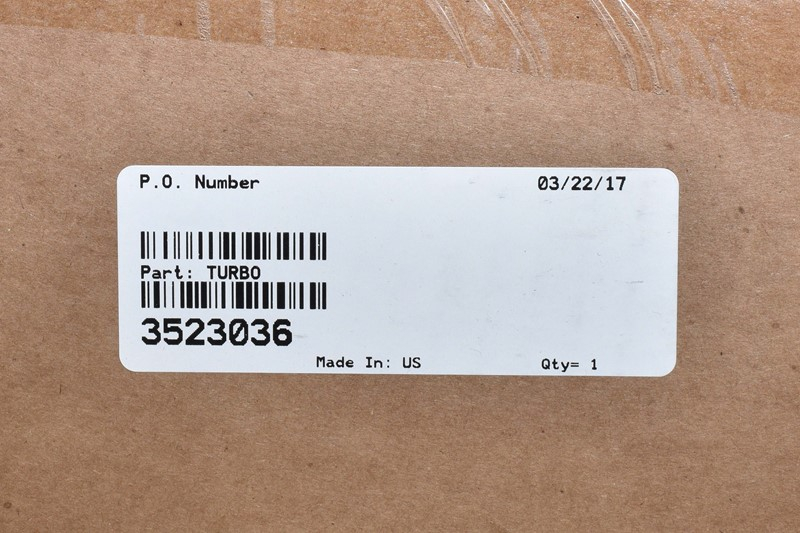 P.O. Number 03/22/17
Part: TURBO
3523036
Made In: US Qty= 1